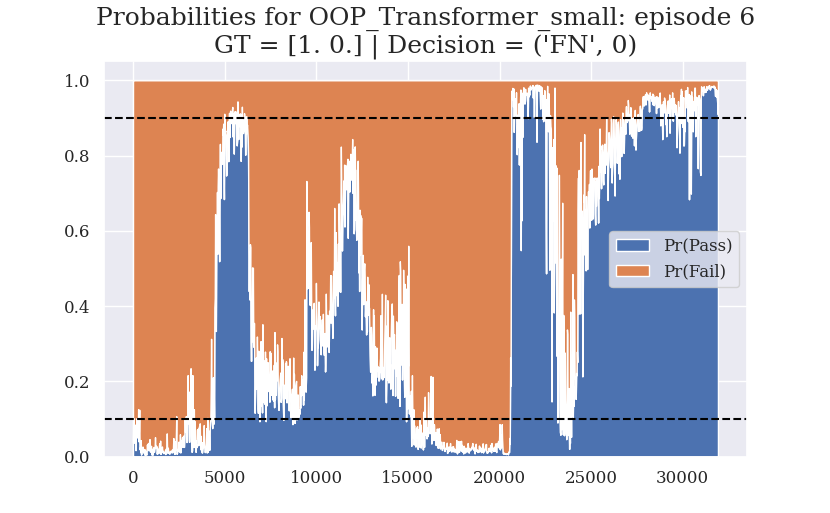 Probabilities for OOP_Transformer_small: episode 6
GT = [1. 0.] | Decision = ('FN', 0)
1.0
0.8
0.6
0.4
0.2
0.0
Pr(Pass)
Pr(Fail)
0 5000 10000 15000 20000 25000 30000